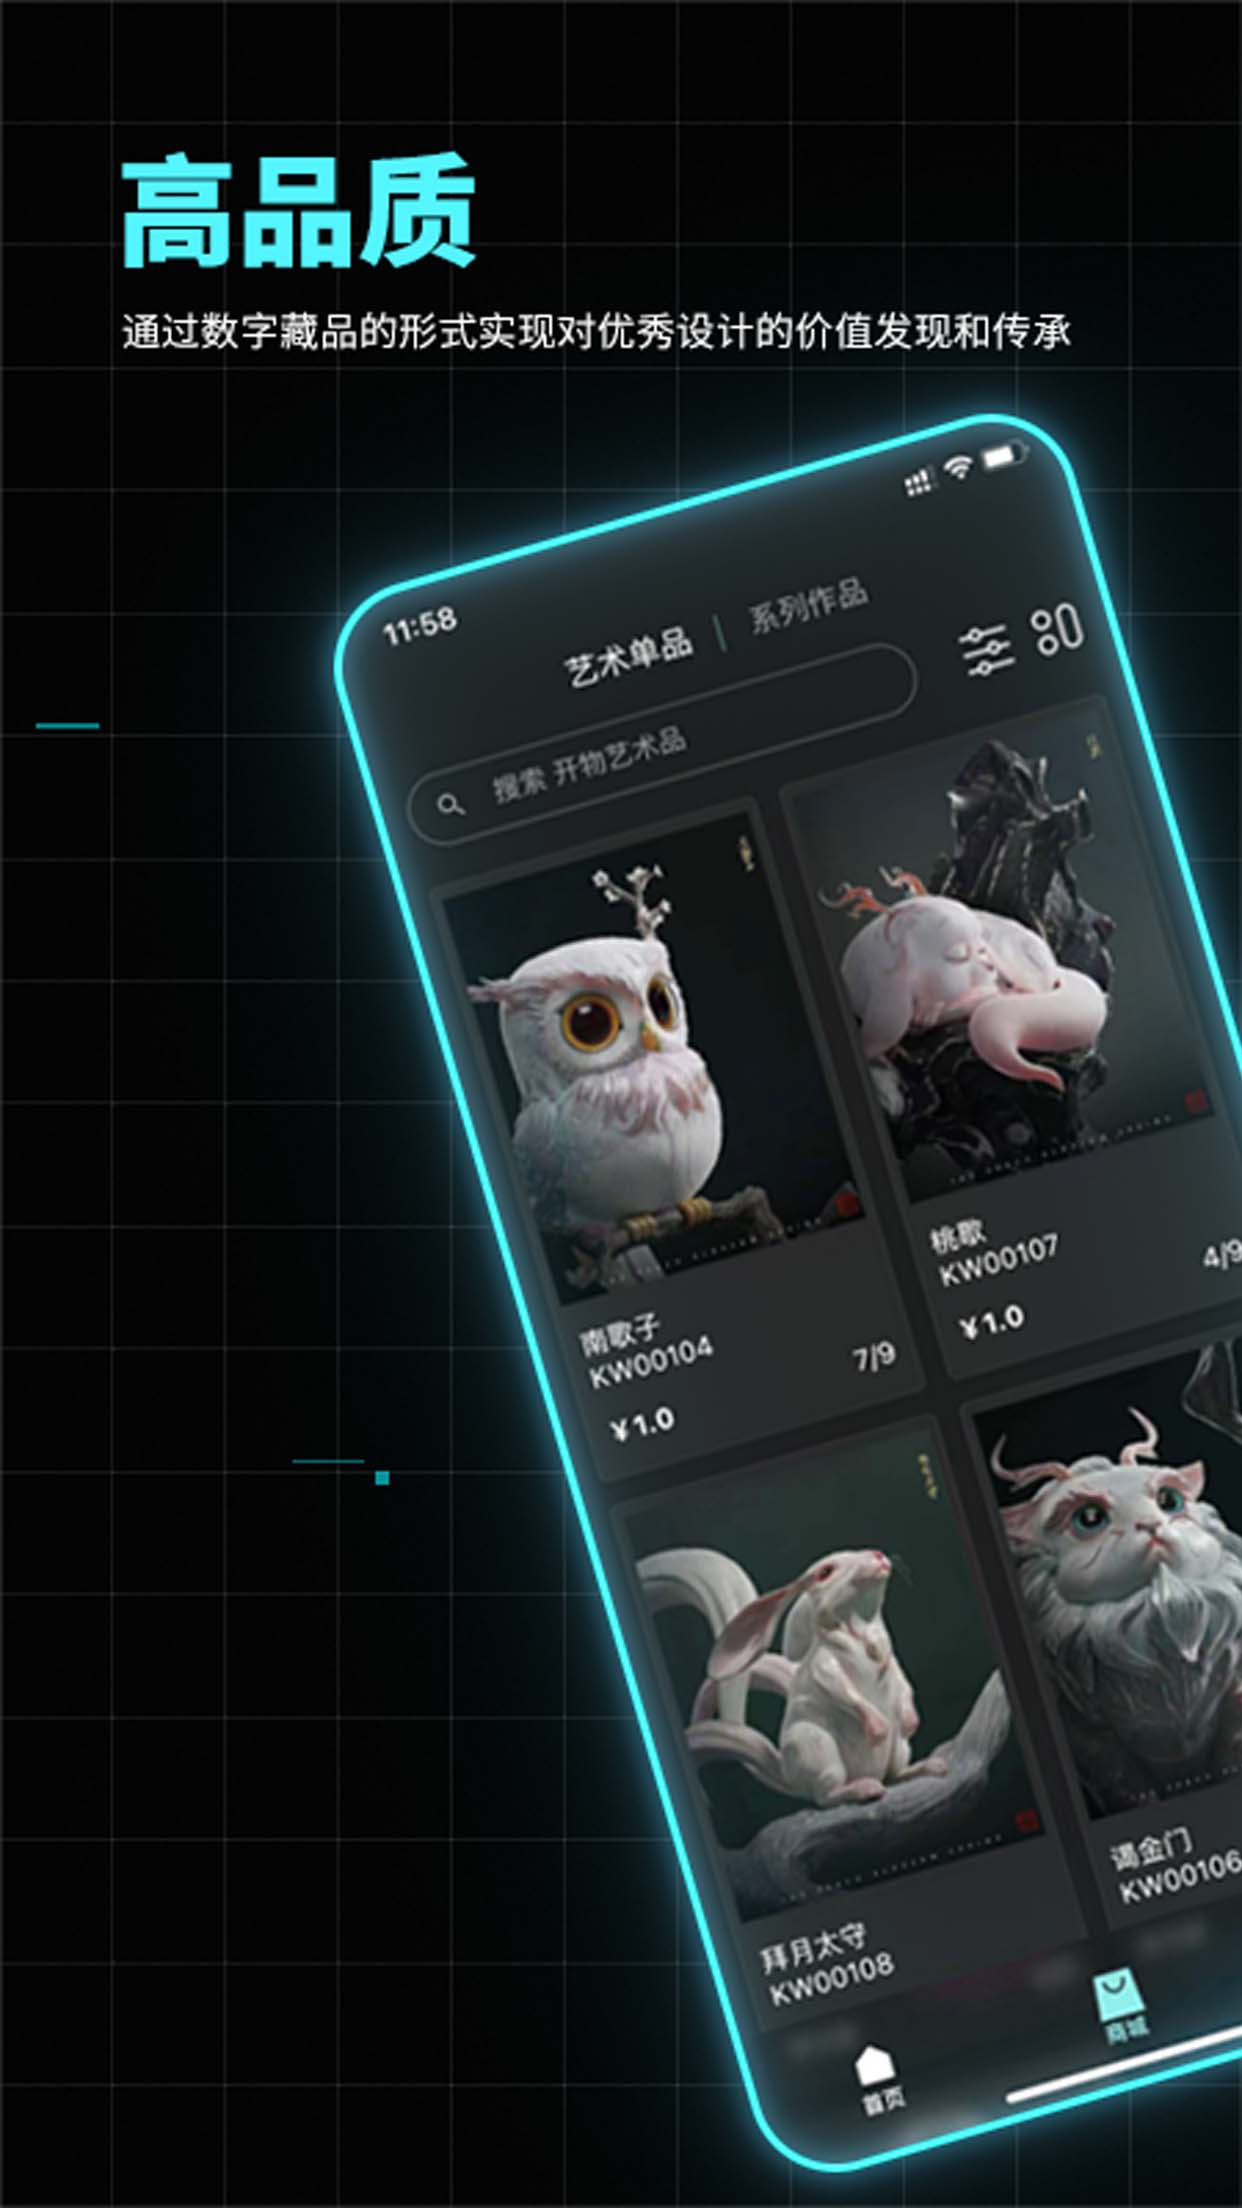 高品质
通过数字藏品的形式实现对优秀设计的价值发现和传承
11:58
艺术单品 | 系列作品
搜索 开物艺术品
南歌子
KW00104
¥1.0
7/9
桃歌
KW00107
¥1.0
4/9
拜月太守
KW00108
谒金门
KW00106
首页
商城